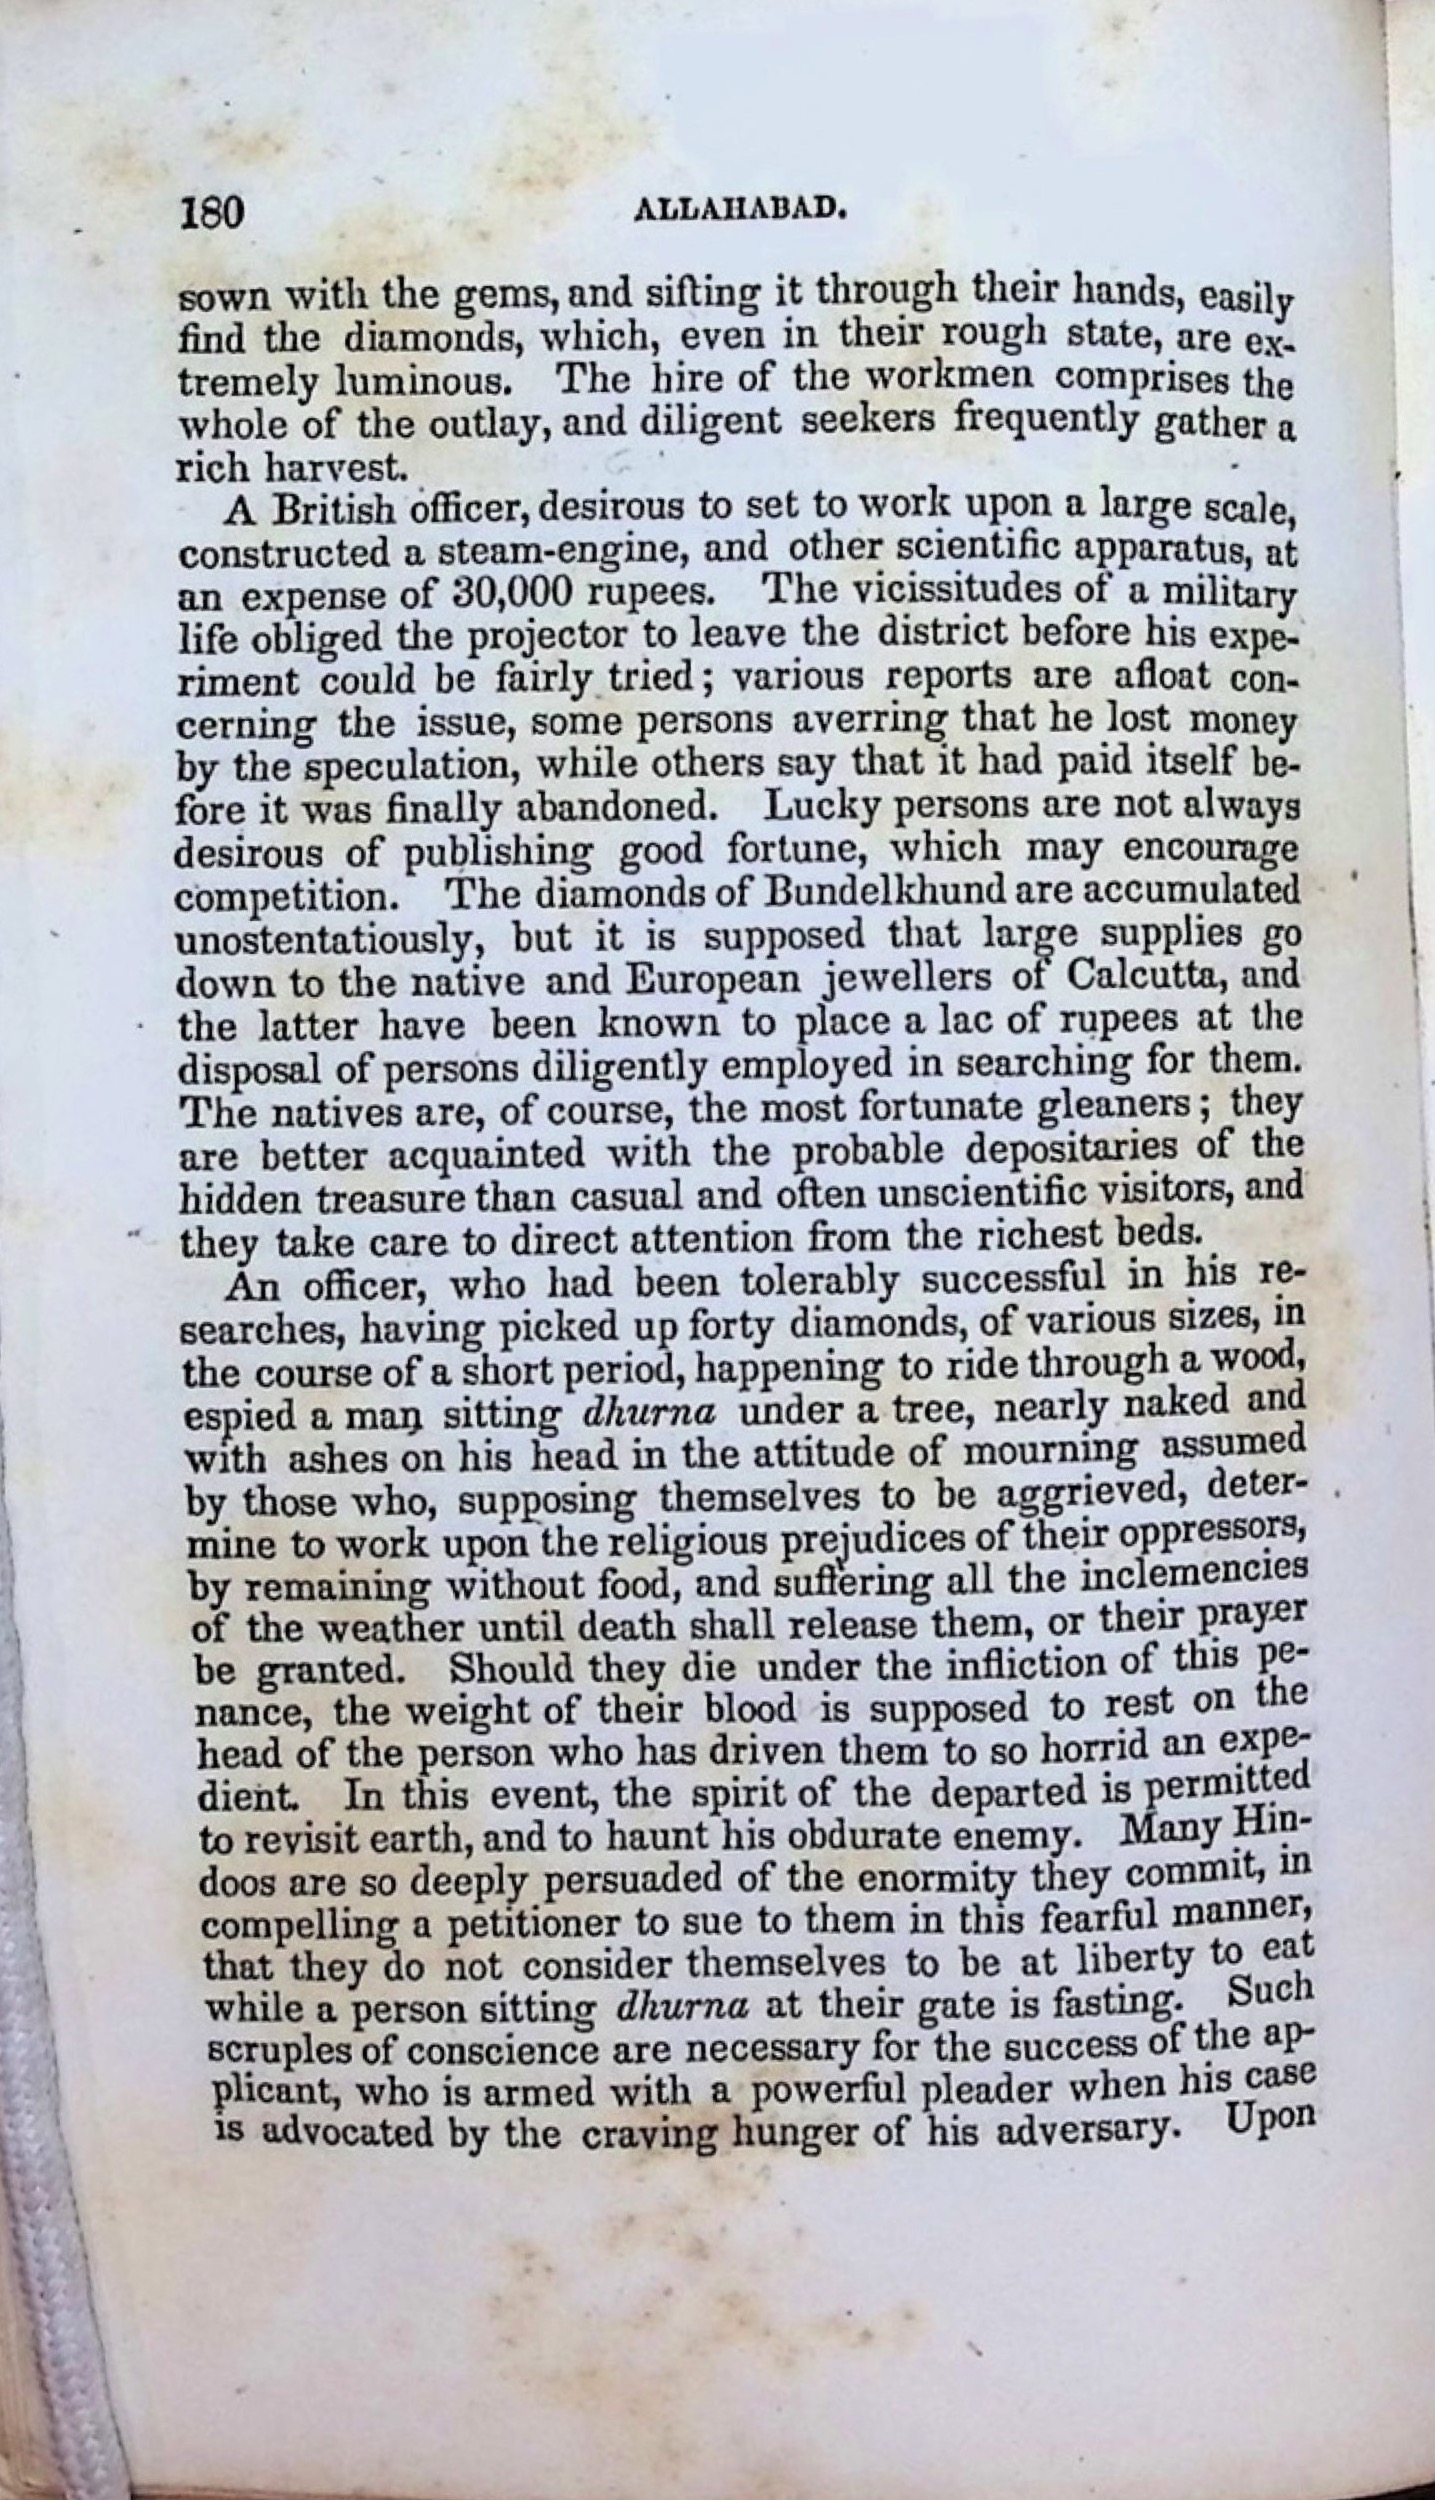 180
ALLAHABAD.
sown with the gems, and sifting it through their hands, easily
find the diamonds, which, even in their rough state, are ex-
tremely luminous. The hire of the workmen comprises the
whole of the outlay, and diligent seekers frequently gather a
rich harvest.
A British officer, desirous to set to work upon a large scale,
constructed a steam-engine, and other scientific apparatus, at
an expense of 30,000 rupees. The vicissitudes of a military
life obliged the projector to leave the district before his expe-
riment could be fairly tried; various reports are afloat con-
cerning the issue, some persons averring that he lost money
by the speculation, while others say that it had paid itself be-
fore it was finally abandoned. Lucky persons are not always
desirous of publishing good fortune, which may encourage
competition. The diamonds of Bundelkhund are accumulated
unostentatiously, but it is supposed that large supplies go
down to the native and European jewellers of Calcutta, and
the latter have been known to place a lac of rupees at the
disposal of persons diligently employed in searching for them.
The natives are, of course, the most fortunate gleaners; they
are better acquainted with the probable depositaries of the
hidden treasure than casual and often unscientific visitors, and
they take care to direct attention from the richest beds.
An officer, who had been tolerably successful in his re-
searches, having picked up forty diamonds, of various sizes, in
the course of a short period, happening to ride through a wood,
espied a man sitting dhurna under a tree, nearly naked and
with ashes on his head in the attitude of mourning assumed
by those who, supposing themselves to be aggrieved, deter-
mine to work upon the religious prejudices of their oppressors,
by remaining without food, and suffering all the inclemencies
of the weather until death shall release them, or their prayer
be granted. Should they die under the infliction of this pe-
nance, the weight of their blood is supposed to rest on the
head of the person who has driven them to so horrid an expe-
dient. In this event, the spirit of the departed is permitted
to revisit earth, and to haunt his obdurate enemy. Many Hin-
doos are so deeply persuaded of the enormity they commit, in
compelling a petitioner to sue to them in this fearful manner,
that they do not consider themselves to be at liberty to eat
while a person sitting dhurna at their gate is fasting. Such
scruples of conscience are necessary for the success of the ap-
plicant, who is armed with a powerful pleader when his case
is advocated by the craving hunger of his adversary. Upon